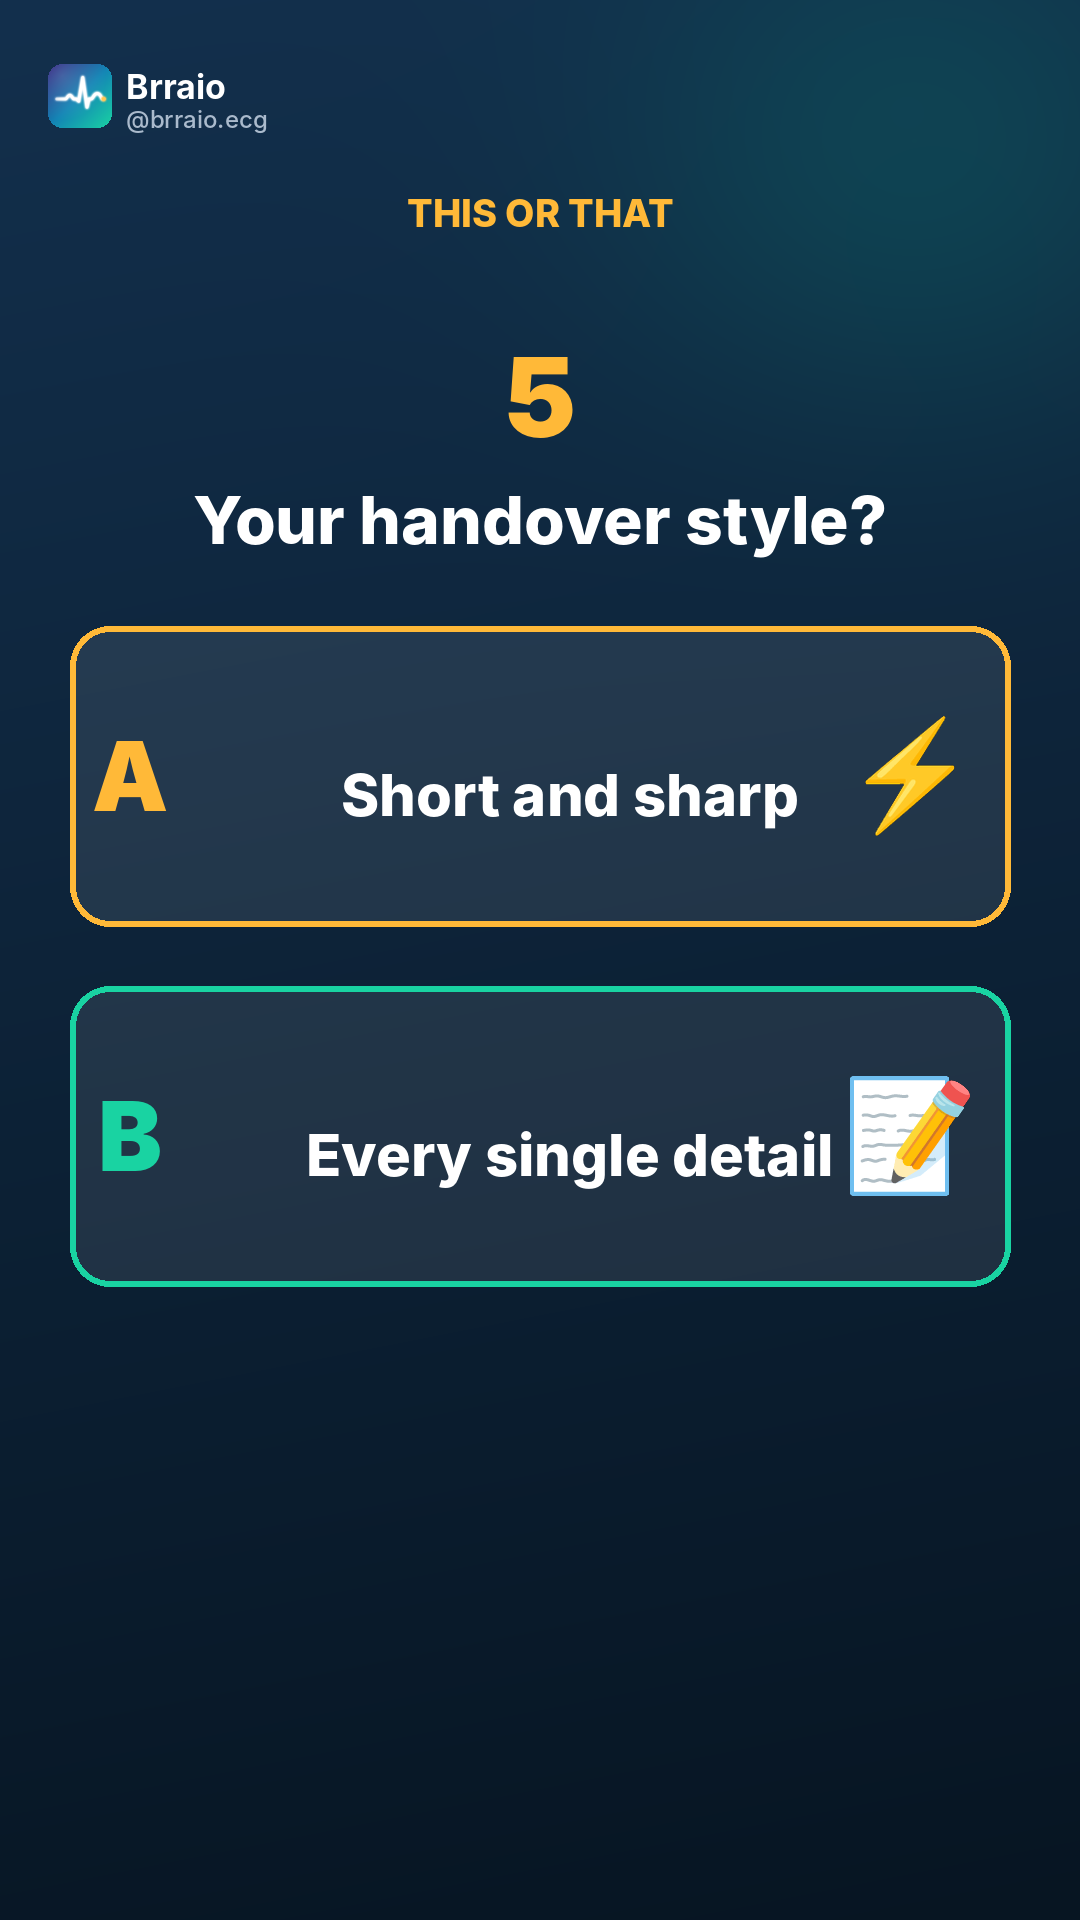 Brraio
@brraio.ecg
THIS OR THAT
5
Your handover style?
A
Short and sharp
B
Every single detail